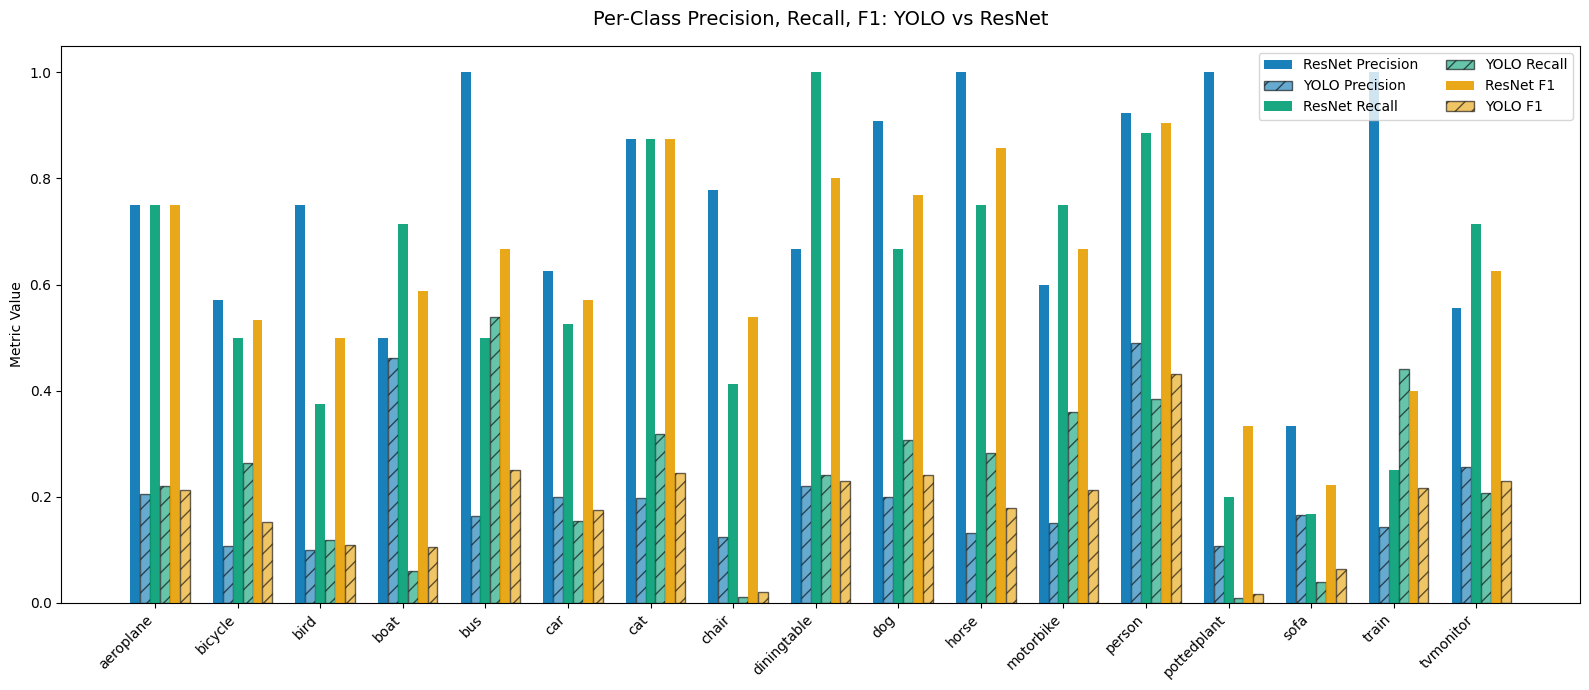 Per-Class Precision, Recall, F1: YOLO vs ResNet
ResNet Precision
YOLO Precision
ResNet Recall
YOLO Recall
ResNet F1
YOLO F1
Metric Value
1.0
0.8
0.6
0.4
0.2
0.0
aeroplane
bicycle
bird
boat
bus
car
cat
chair
diningtable
dog
horse
motorbike
person
pottedplant
sofa
train
tvmonitor